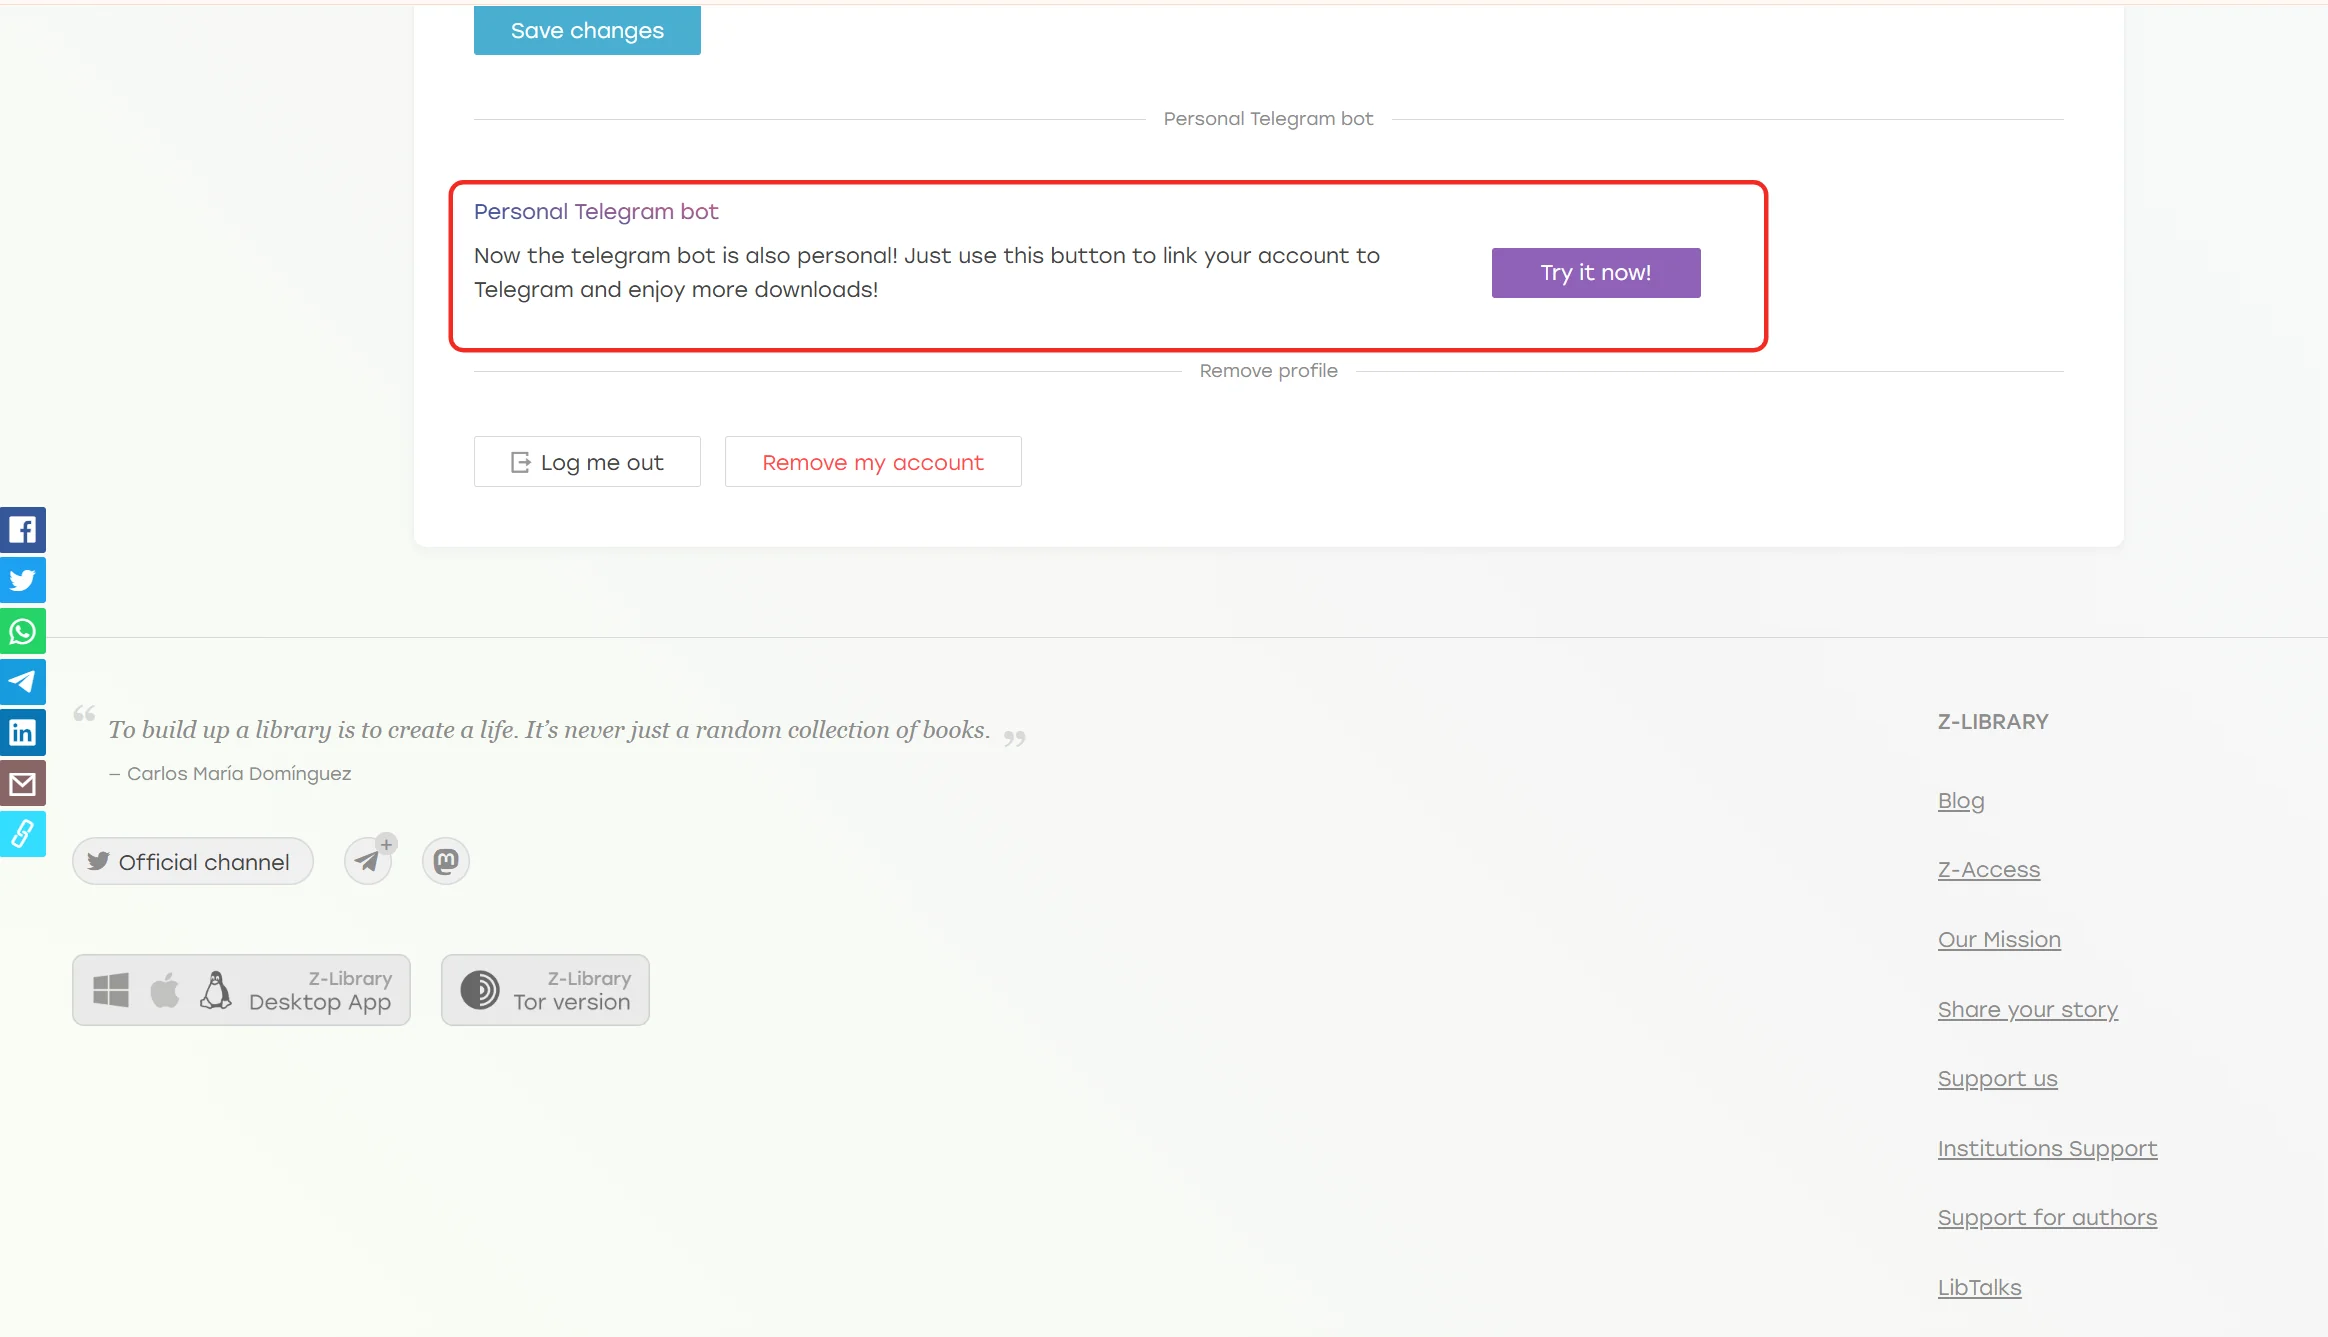 Save changes
Personal Telegram bot
Personal Telegram bot
Now the telegram bot is also personal! Just use this button to link your account to
Telegram and enjoy more downloads!
Try it now!
Remove profile
Log me out
Remove my account
“ To build up a library is to create a life. It’s never just a random collection of books. ”
– Carlos María Domínguez
Official channel
+
Z-Library
Desktop App
Z-Library
Tor version
Z-LIBRARY
Blog
Z-Access
Our Mission
Share your story
Support us
Institutions Support
Support for authors
LibTalks